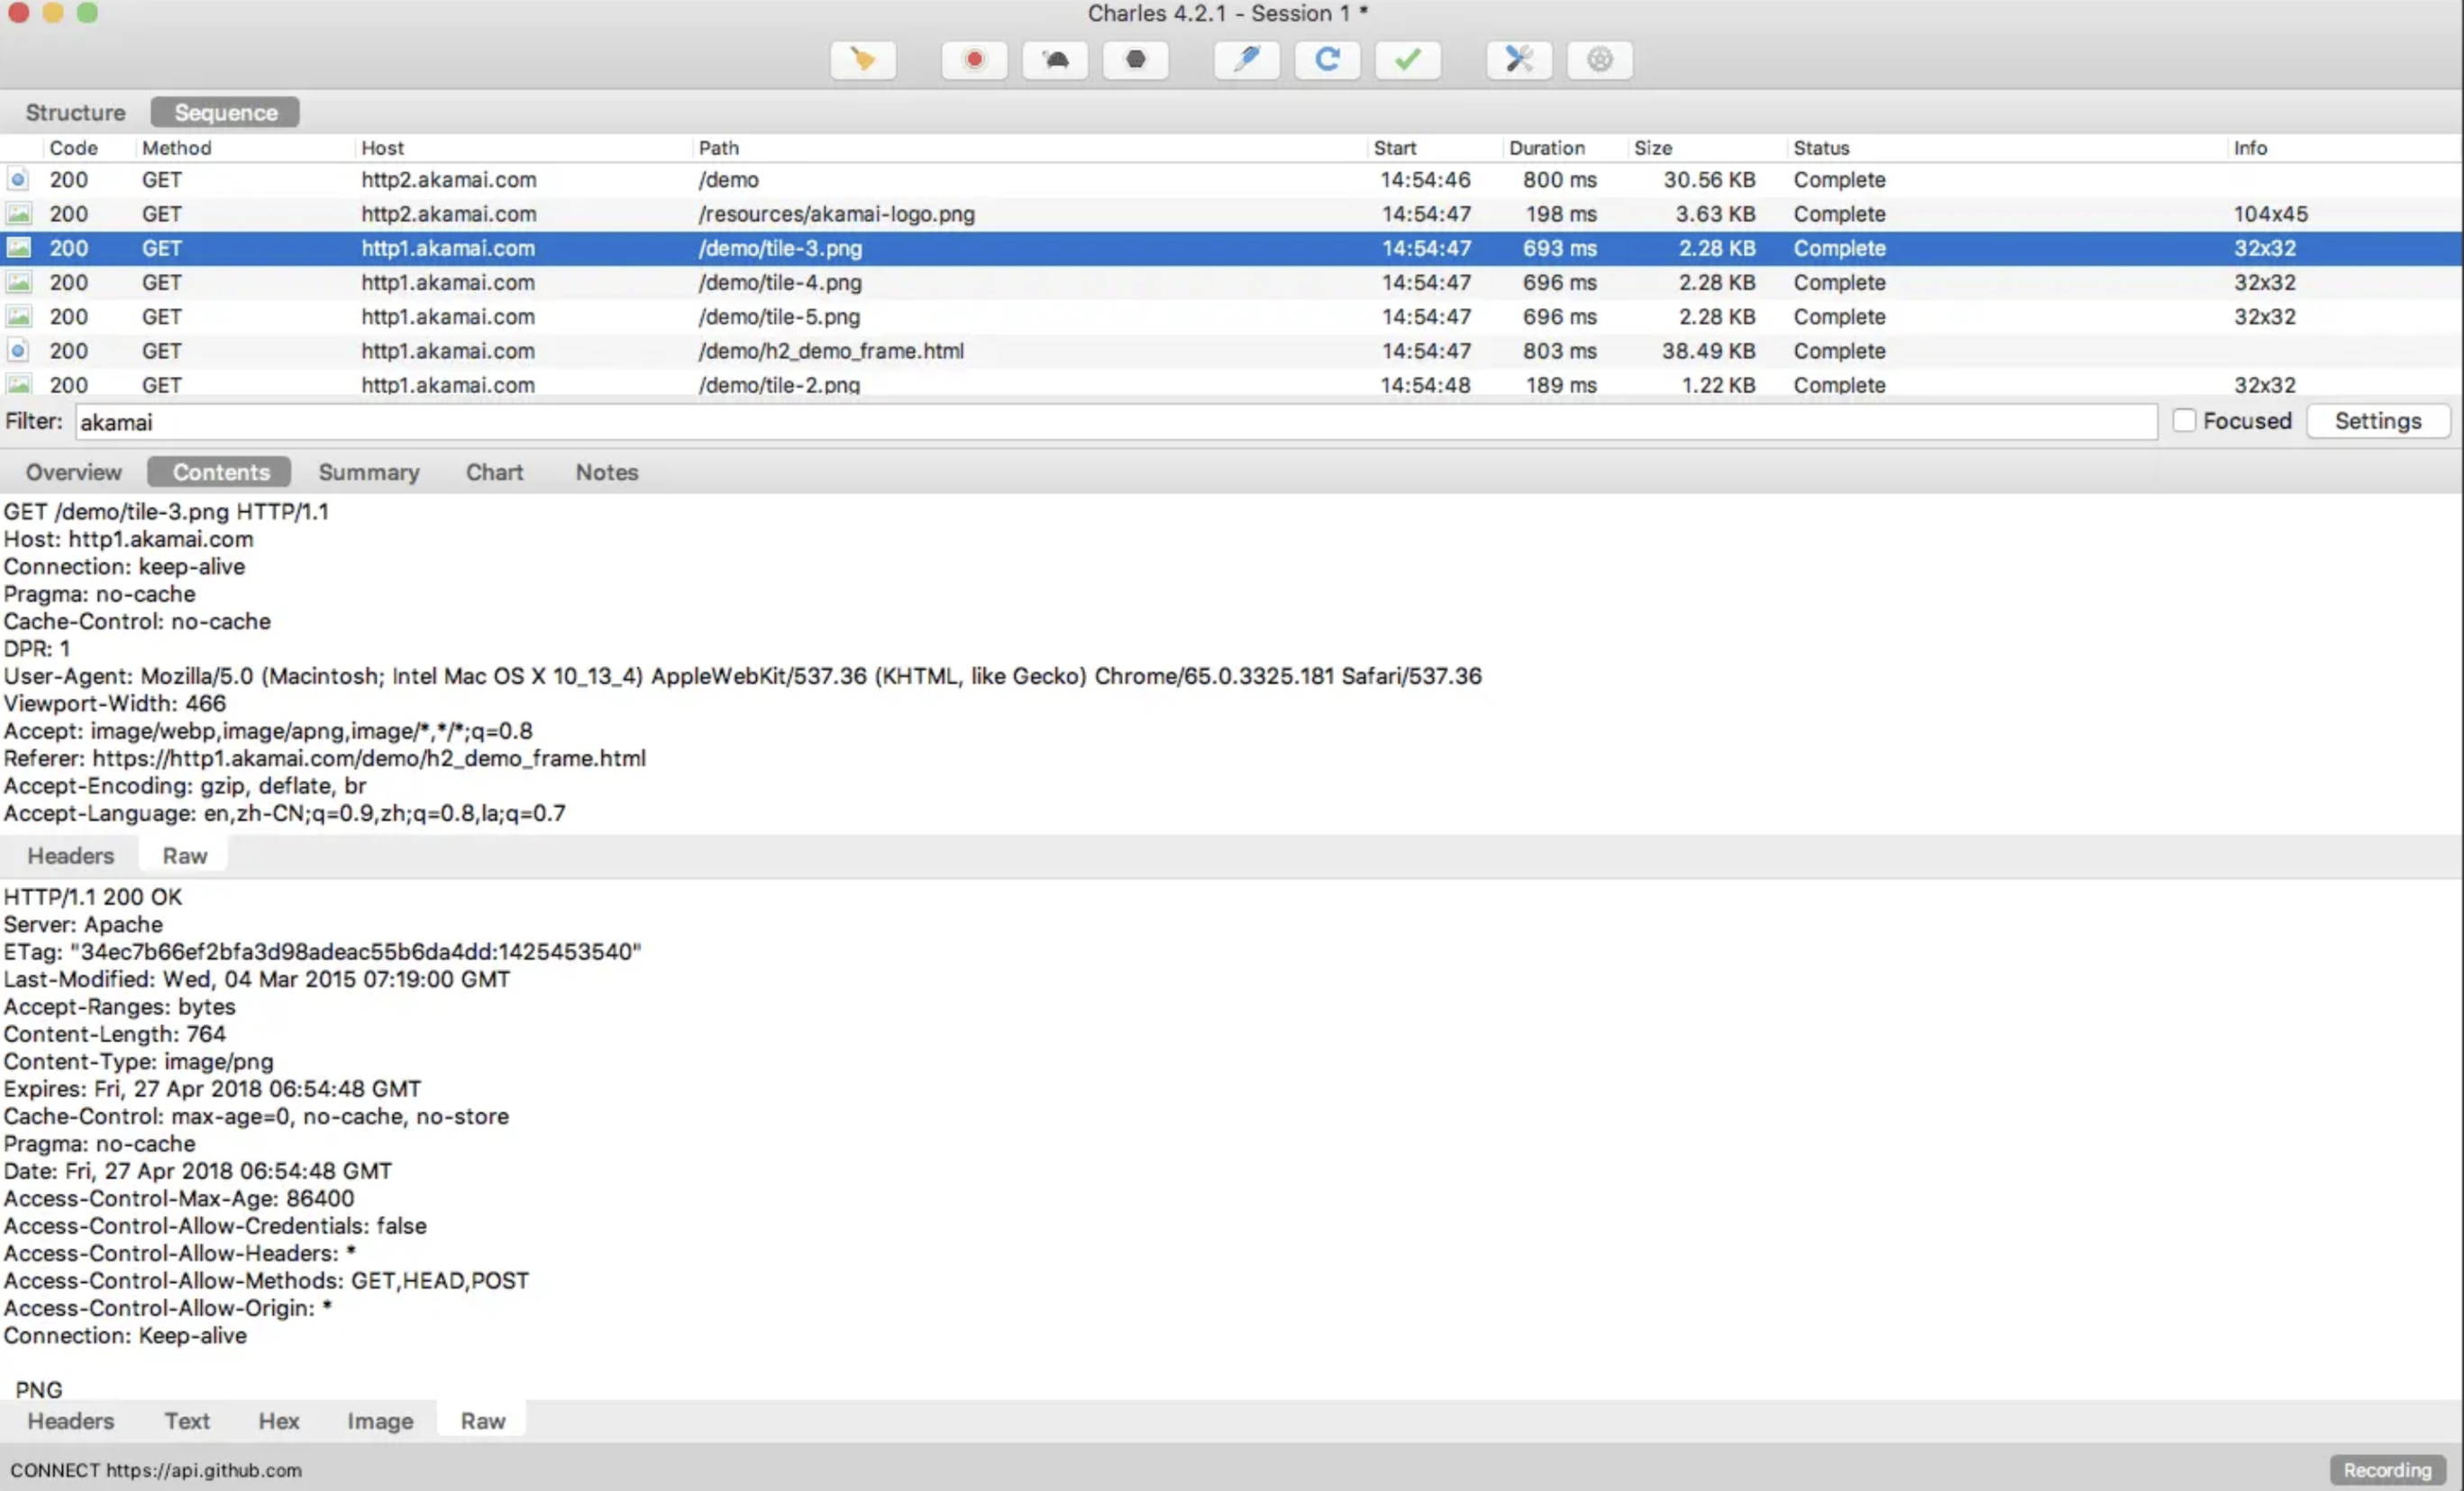 Charles 4.2.1 - Session 1 *
Structure Sequence
Code Method Host Path Start Duration Size Status Info
200 GET http2.akamai.com /demo 14:54:46 800 ms 30.56 KB Complete
200 GET http2.akamai.com /resources/akamai-logo.png 14:54:47 198 ms 3.63 KB Complete 104x45
200 GET http1.akamai.com /demo/tile-3.png 14:54:47 693 ms 2.28 KB Complete 32x32
200 GET http1.akamai.com /demo/tile-4.png 14:54:47 696 ms 2.28 KB Complete 32x32
200 GET http1.akamai.com /demo/tile-5.png 14:54:47 696 ms 2.28 KB Complete 32x32
200 GET http1.akamai.com /demo/h2_demo_frame.html 14:54:47 803 ms 38.49 KB Complete
200 GET http1.akamai.com /demo/tile-2.png 14:54:48 189 ms 1.22 KB Complete 32x32
Filter: akamai Focused Settings
Overview Contents Summary Chart Notes
GET /demo/tile-3.png HTTP/1.1
Host: http1.akamai.com
Connection: keep-alive
Pragma: no-cache
Cache-Control: no-cache
DPR: 1
User-Agent: Mozilla/5.0 (Macintosh; Intel Mac OS X 10_13_4) AppleWebKit/537.36 (KHTML, like Gecko) Chrome/65.0.3325.181 Safari/537.36
Viewport-Width: 466
Accept: image/webp,image/apng,image/*,*/*;q=0.8
Referer: https://http1.akamai.com/demo/h2_demo_frame.html
Accept-Encoding: gzip, deflate, br
Accept-Language: en,zh-CN;q=0.9,zh;q=0.8,la;q=0.7
Headers Raw
HTTP/1.1 200 OK
Server: Apache
ETag: "34ec7b66ef2bfa3d98adeac55b6da4dd:1425453540"
Last-Modified: Wed, 04 Mar 2015 07:19:00 GMT
Accept-Ranges: bytes
Content-Length: 764
Content-Type: image/png
Expires: Fri, 27 Apr 2018 06:54:48 GMT
Cache-Control: max-age=0, no-cache, no-store
Pragma: no-cache
Date: Fri, 27 Apr 2018 06:54:48 GMT
Access-Control-Max-Age: 86400
Access-Control-Allow-Credentials: false
Access-Control-Allow-Headers: *
Access-Control-Allow-Methods: GET,HEAD,POST
Access-Control-Allow-Origin: *
Connection: Keep-alive
PNG
Headers Text Hex Image Raw
CONNECT https://api.github.com Recording